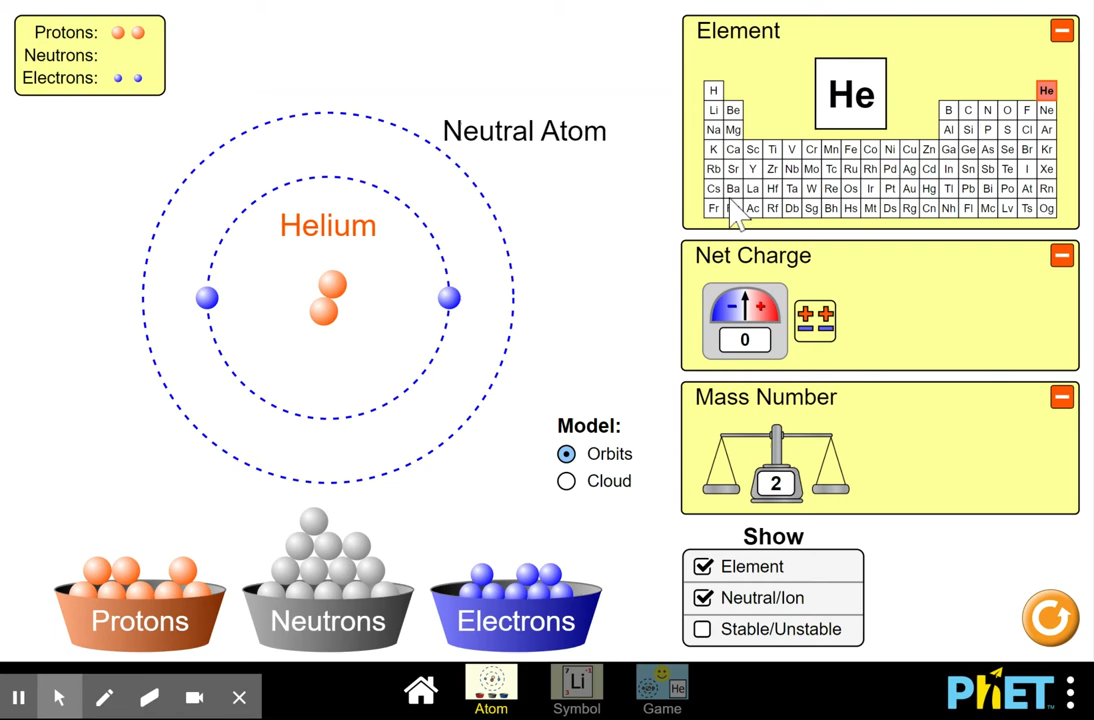 Protons:
Neutrons:
Electrons:
Neutral Atom
Helium
Model:
Orbits
Cloud
Protons
Neutrons
Electrons
Element
He
H He
Li Be B C N O F Ne
Na Mg Al Si P S Cl Ar
K Ca Sc Ti V Cr Mn Fe Co Ni Cu Zn Ga Ge As Se Br Kr
Rb Sr Y Zr Nb Mo Tc Ru Rh Pd Ag Cd In Sn Sb Te I Xe
Cs Ba La Hf Ta W Re Os Ir Pt Au Hg Tl Pb Bi Po At Rn
Fr Ac Rf Db Sg Bh Hs Mt Ds Rg Cn Nh Fl Mc Lv Ts Og
Net Charge
- +
0
Mass Number
2
Show
Element
Neutral/Ion
Stable/Unstable
Atom
7 -1
Li
3
Symbol
He
Game
PhET